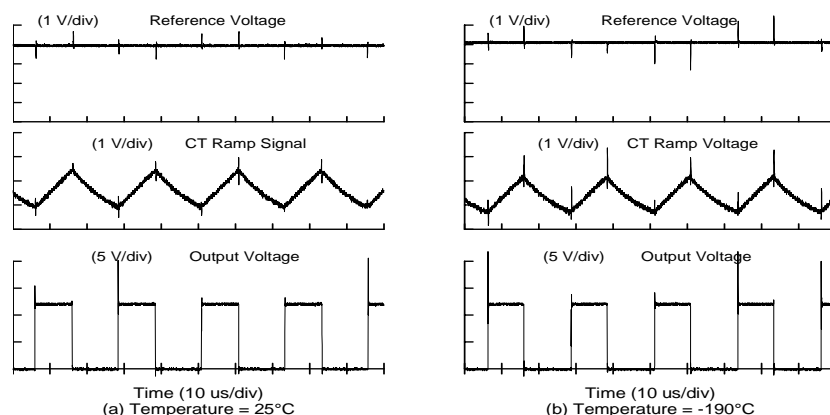 (1 V/div) Reference Voltage
(1 V/div) CT Ramp Signal
(5 V/div) Output Voltage
Time (10 us/div)
(a) Temperature = 25°C
(1 V/div) Reference Voltage
(1 V/div) CT Ramp Voltage
(5 V/div) Output Voltage
Time (10 us/div)
(b) Temperature = -190°C